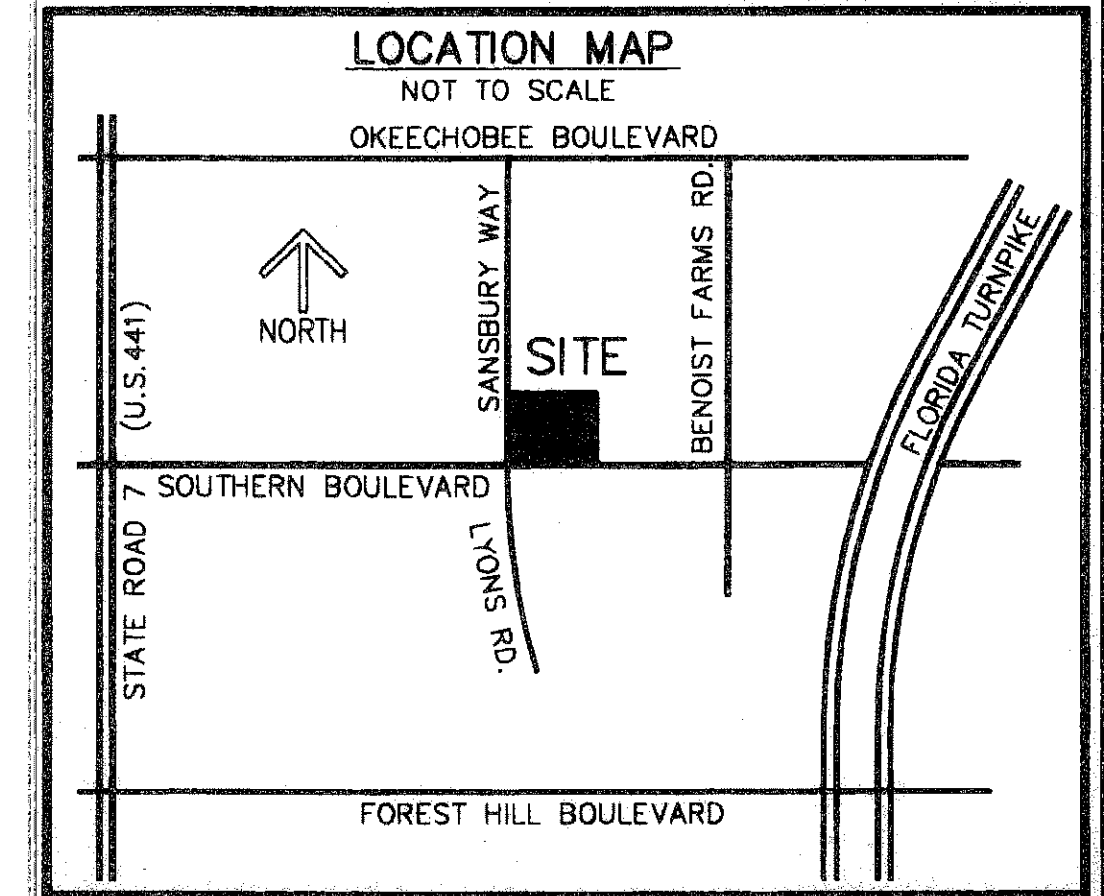 LOCATION MAP
NOT TO SCALE
OKEECHOBEE BOULEVARD
SANSBURY WAY
BENOIST FARMS RD.
NORTH
(U.S.441)
SITE
FLORIDA TURNPIKE
SOUTHERN BOULEVARD
STATE ROAD 7
LYONS RD.
FOREST HILL BOULEVARD